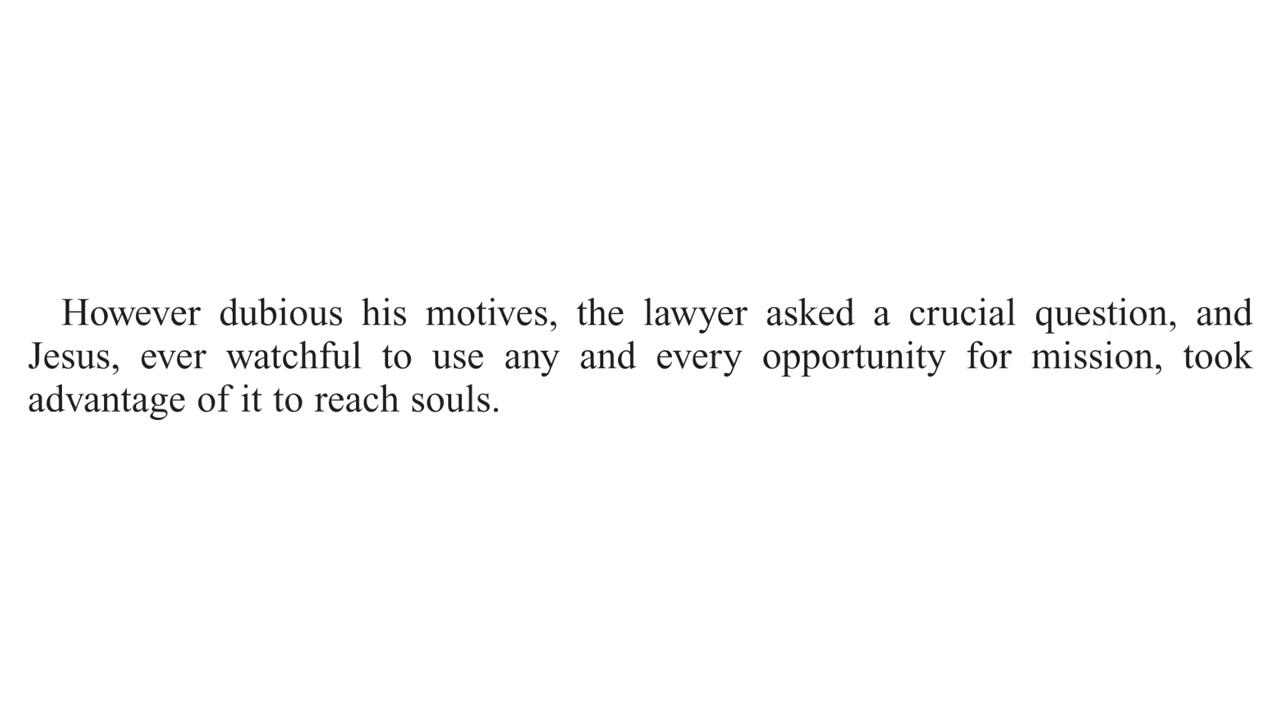 However dubious his motives, the lawyer asked a crucial question, and
Jesus, ever watchful to use any and every opportunity for mission, took
advantage of it to reach souls.